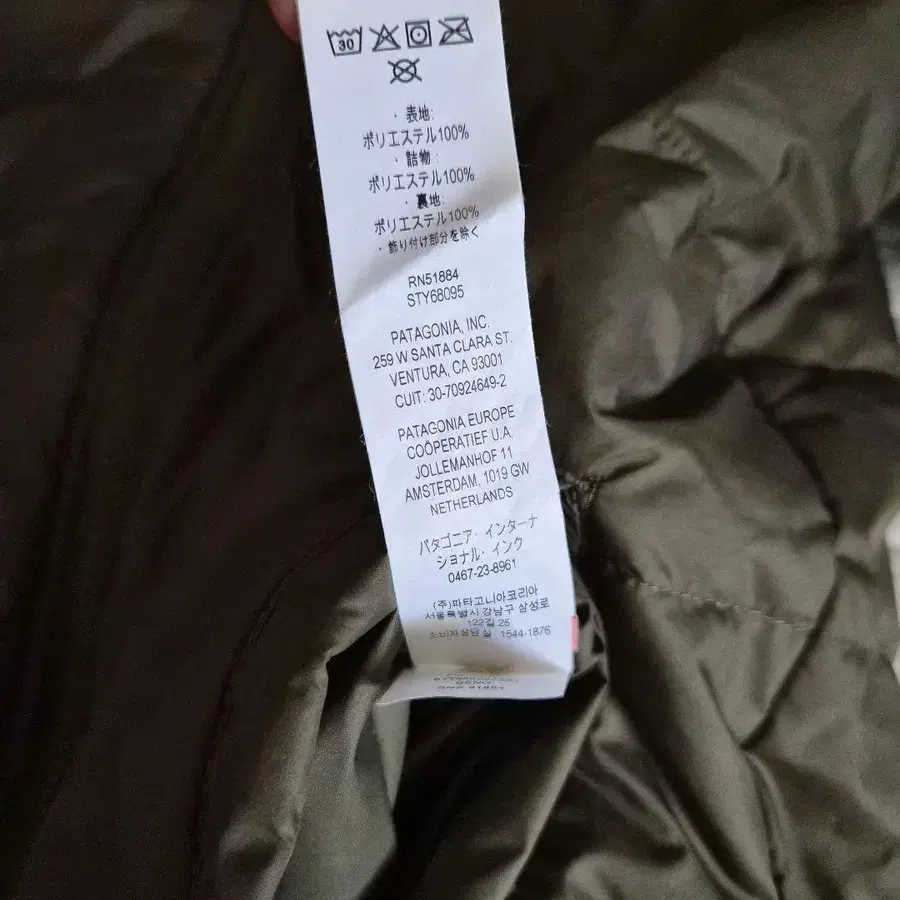 30
· 表地:
ポリエステル100%
· 詰物 :
ポリエステル100%
· 裏地:
ポリエステル100%
· 飾り付け部分を除く
RN51884
STY68095
PATAGONIA, INC.
259 W SANTA CLARA ST.
VENTURA, CA 93001
CUIT: 30-70924649-2
PATAGONIA EUROPE
COÖPERATIEF U.A.
JOLLEMANHOF 11
AMSTERDAM, 1019 GW
NETHERLANDS
パタゴニア・インターナ
ショナル・インク
0467-23-8961
(주)파타고니아코리아
서울특별시 강남구 삼성로
122길 25
소비자상담실 1544-1876